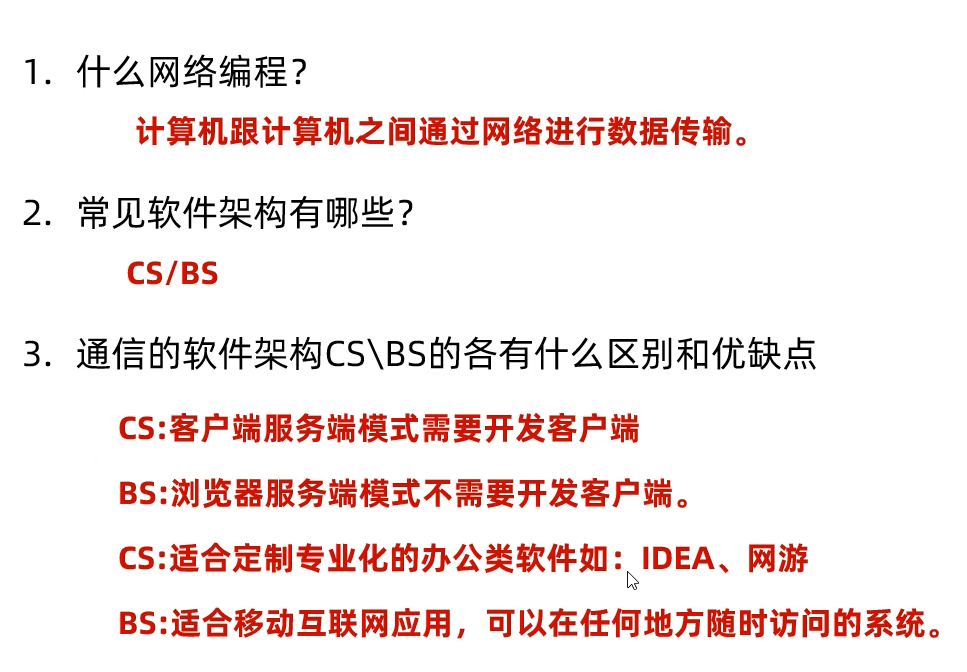 1. 什么网络编程？
计算机跟计算机之间通过网络进行数据传输。
2. 常见软件架构有哪些？
CS/BS
3. 通信的软件架构CS\BS的各有什么区别和优缺点
CS:客户端服务端模式需要开发客户端
BS:浏览器服务端模式不需要开发客户端。
CS:适合定制专业化的办公类软件如：IDEA、网游
BS:适合移动互联网应用，可以在任何地方随时访问的系统。